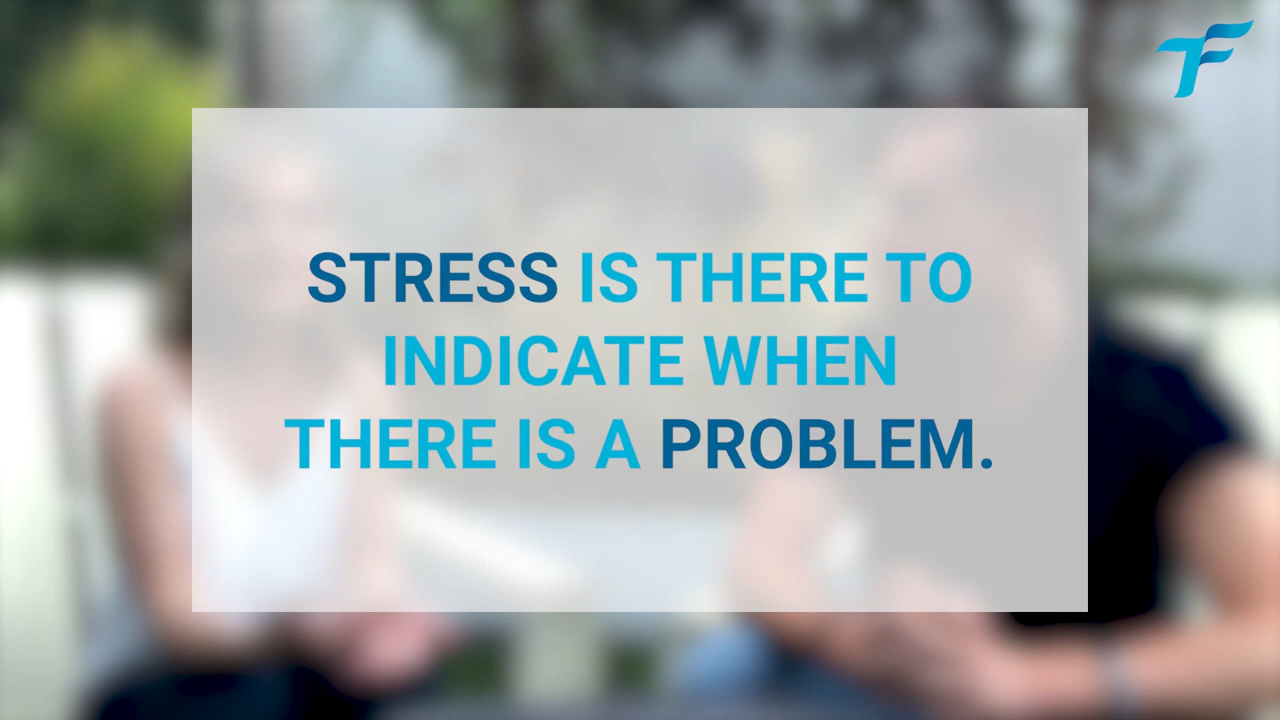 STRESS IS THERE TO
INDICATE WHEN
THERE IS A PROBLEM.